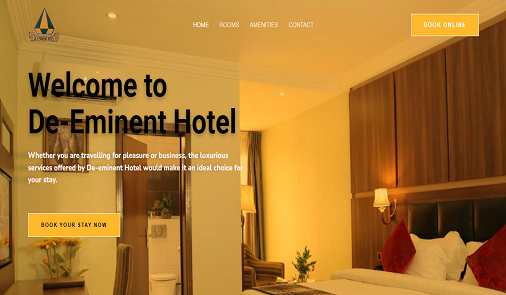 HOME ROOMS AMENITIES CONTACT BOOK ONLINE
Welcome to
De-Eminent Hotel
Whether you are travelling for pleasure or business, the luxurious
services offered by De-eminent Hotel would make it an ideal choice for
your stay.
BOOK YOUR STAY NOW